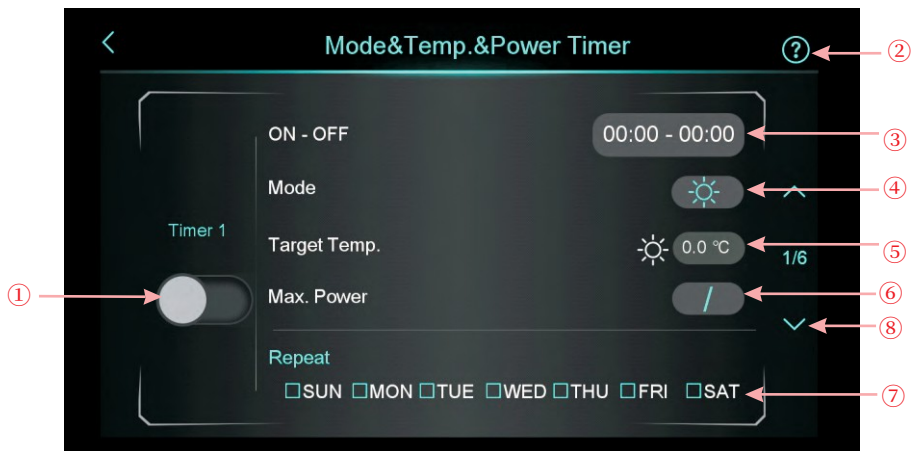 Mode&Temp.&Power Timer
②
ON - OFF 00:00 - 00:00 ③
Mode ④
Timer 1
Target Temp. 0.0 ℃ ⑤
1/6
① Max. Power / ⑥
⑧
Repeat
SUN MON TUE WED THU FRI SAT ⑦